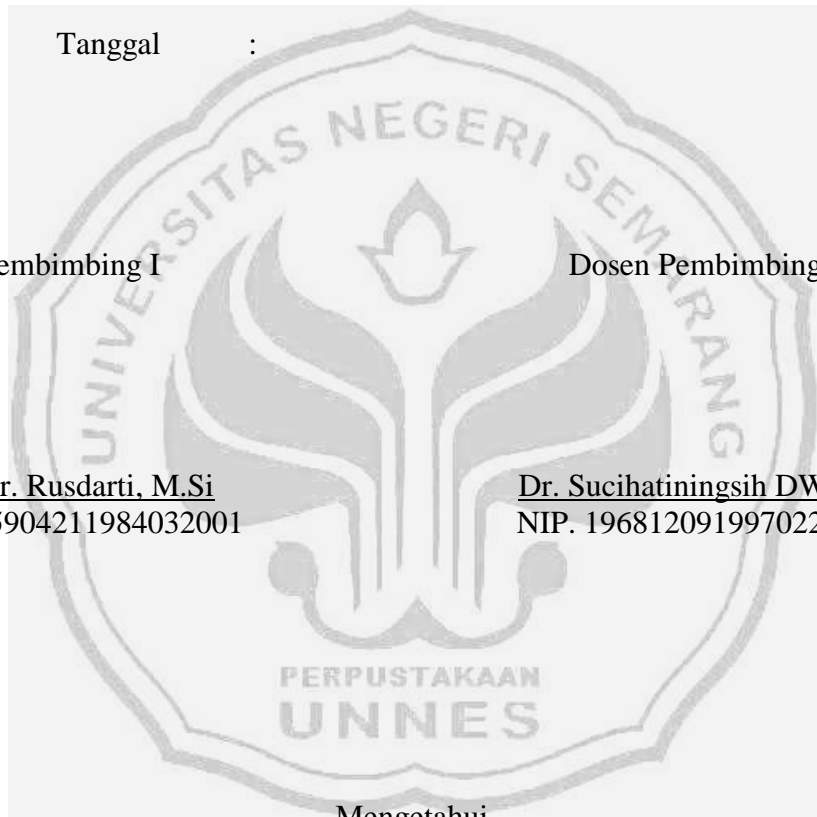 Tanggal :
UNIVERSITAS NEGERI SEMARANG
embimbing I Dosen Pembimbing
r. Rusdarti, M.Si Dr. Sucihatiningsih DW
5904211984032001 NIP. 196812091997022
PERPUSTAKAAN
UNNES
Mengetahui